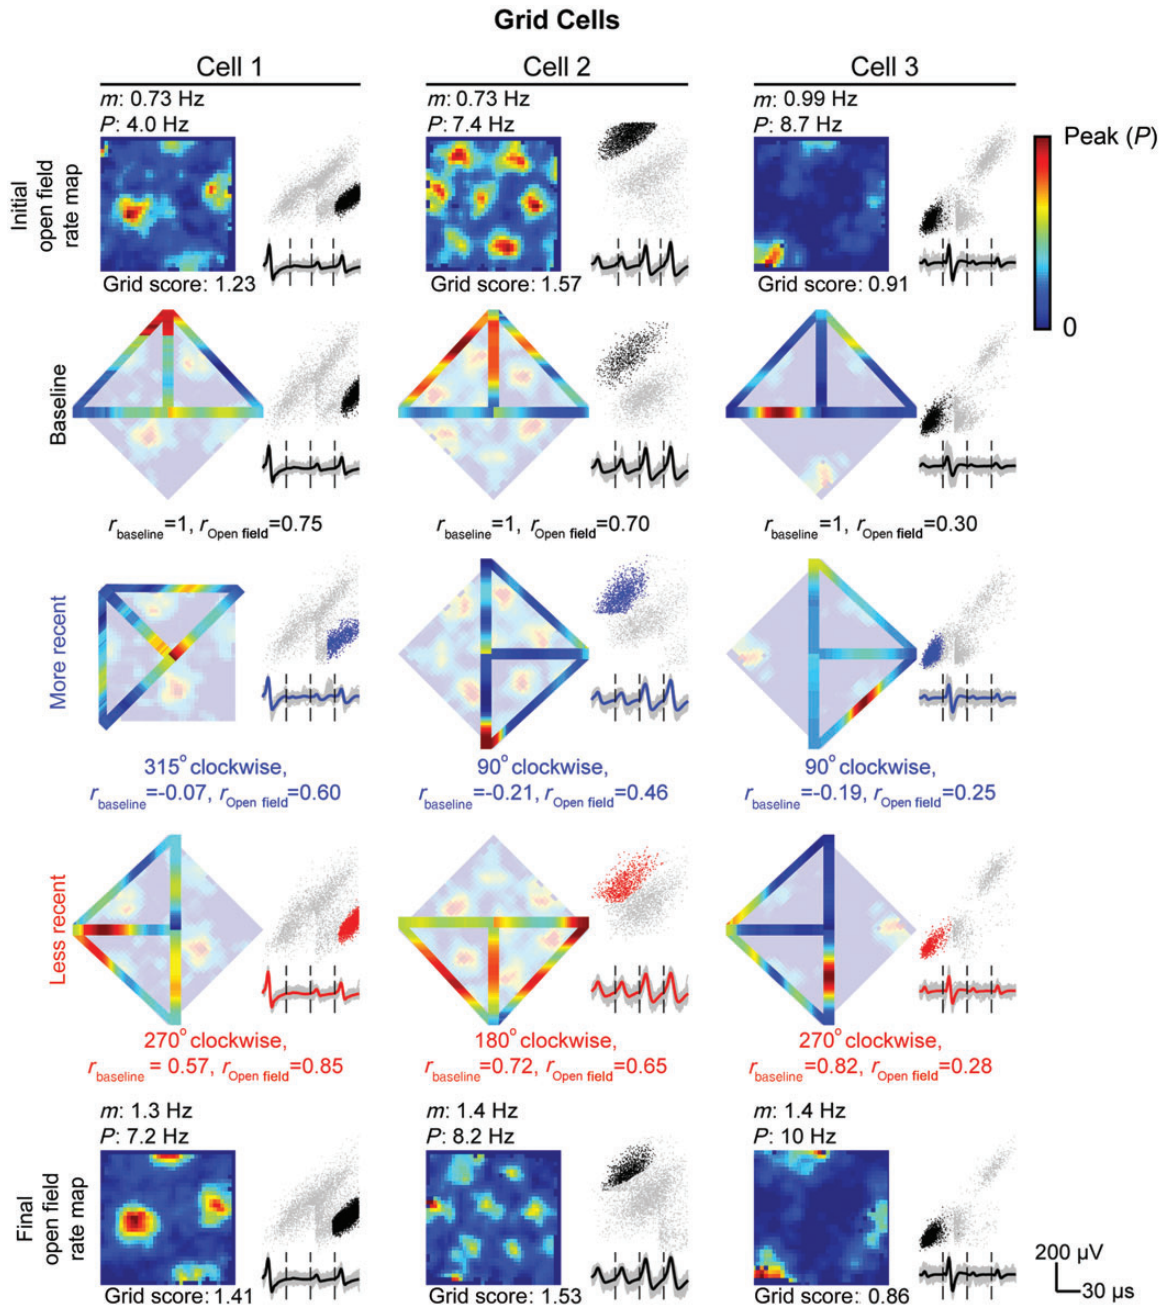 Grid Cells
Cell 1
Cell 2
Cell 3
m: 0.73 Hz
P: 4.0 Hz
m: 0.73 Hz
P: 7.4 Hz
m: 0.99 Hz
P: 8.7 Hz
Peak (P)
0
Initial
open field
rate map
Grid score: 1.23
Grid score: 1.57
Grid score: 0.91
Baseline
rbaseline=1, rOpen field=0.75
rbaseline=1, rOpen field=0.70
rbaseline=1, rOpen field=0.30
More recent
315° clockwise,
rbaseline=-0.07, rOpen field=0.60
90° clockwise,
rbaseline=-0.21, rOpen field=0.46
90° clockwise,
rbaseline=-0.19, rOpen field=0.25
Less recent
270° clockwise,
rbaseline = 0.57, rOpen field=0.85
180° clockwise,
rbaseline=0.72, rOpen field=0.65
270° clockwise,
rbaseline=0.82, rOpen field=0.28
m: 1.3 Hz
P: 7.2 Hz
m: 1.4 Hz
P: 8.2 Hz
m: 1.4 Hz
P: 10 Hz
Final
open field
rate map
Grid score: 1.41
Grid score: 1.53
Grid score: 0.86
200 µV
30 µs